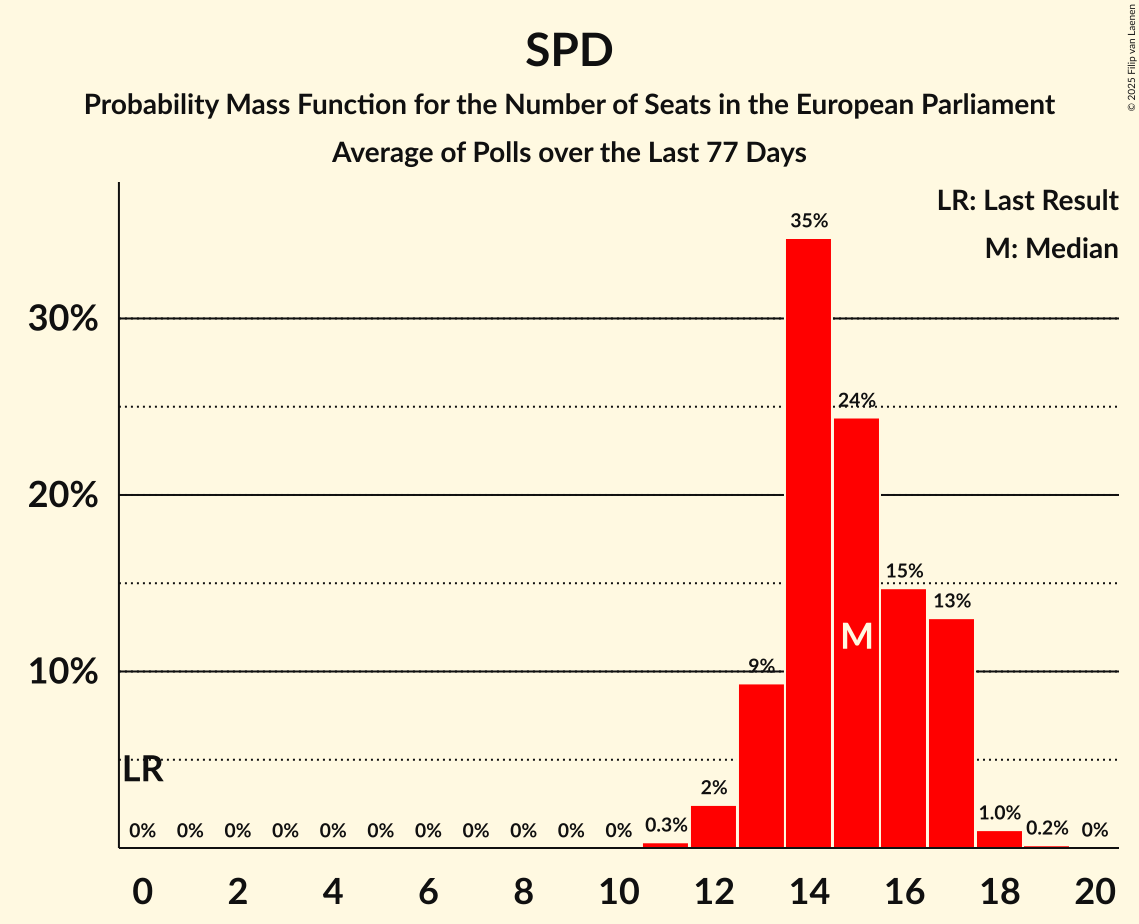 SPD
Probability Mass Function for the Number of Seats in the European Parliament
Average of Polls over the Last 77 Days
© 2025 Filip van Laenen
LR: Last Result
M: Median
30%
20%
10%
LR
M
0% 0% 0% 0% 0% 0% 0% 0% 0% 0% 0% 0.3% 2% 9% 35% 24% 15% 13% 1.0% 0.2% 0%
0 2 4 6 8 10 12 14 16 18 20